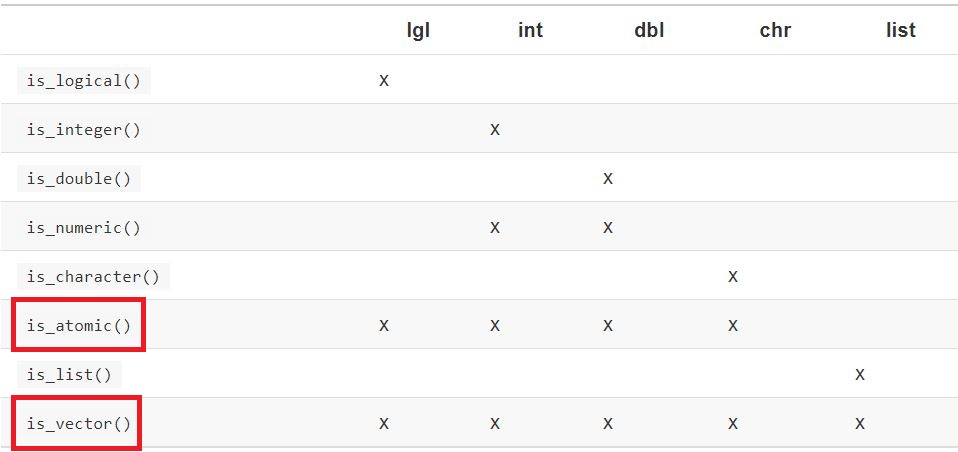 lgl int dbl chr list
is_logical() x
is_integer() x
is_double() x
is_numeric() x x
is_character() x
is_atomic() x x x x
is_list() x
is_vector() x x x x x